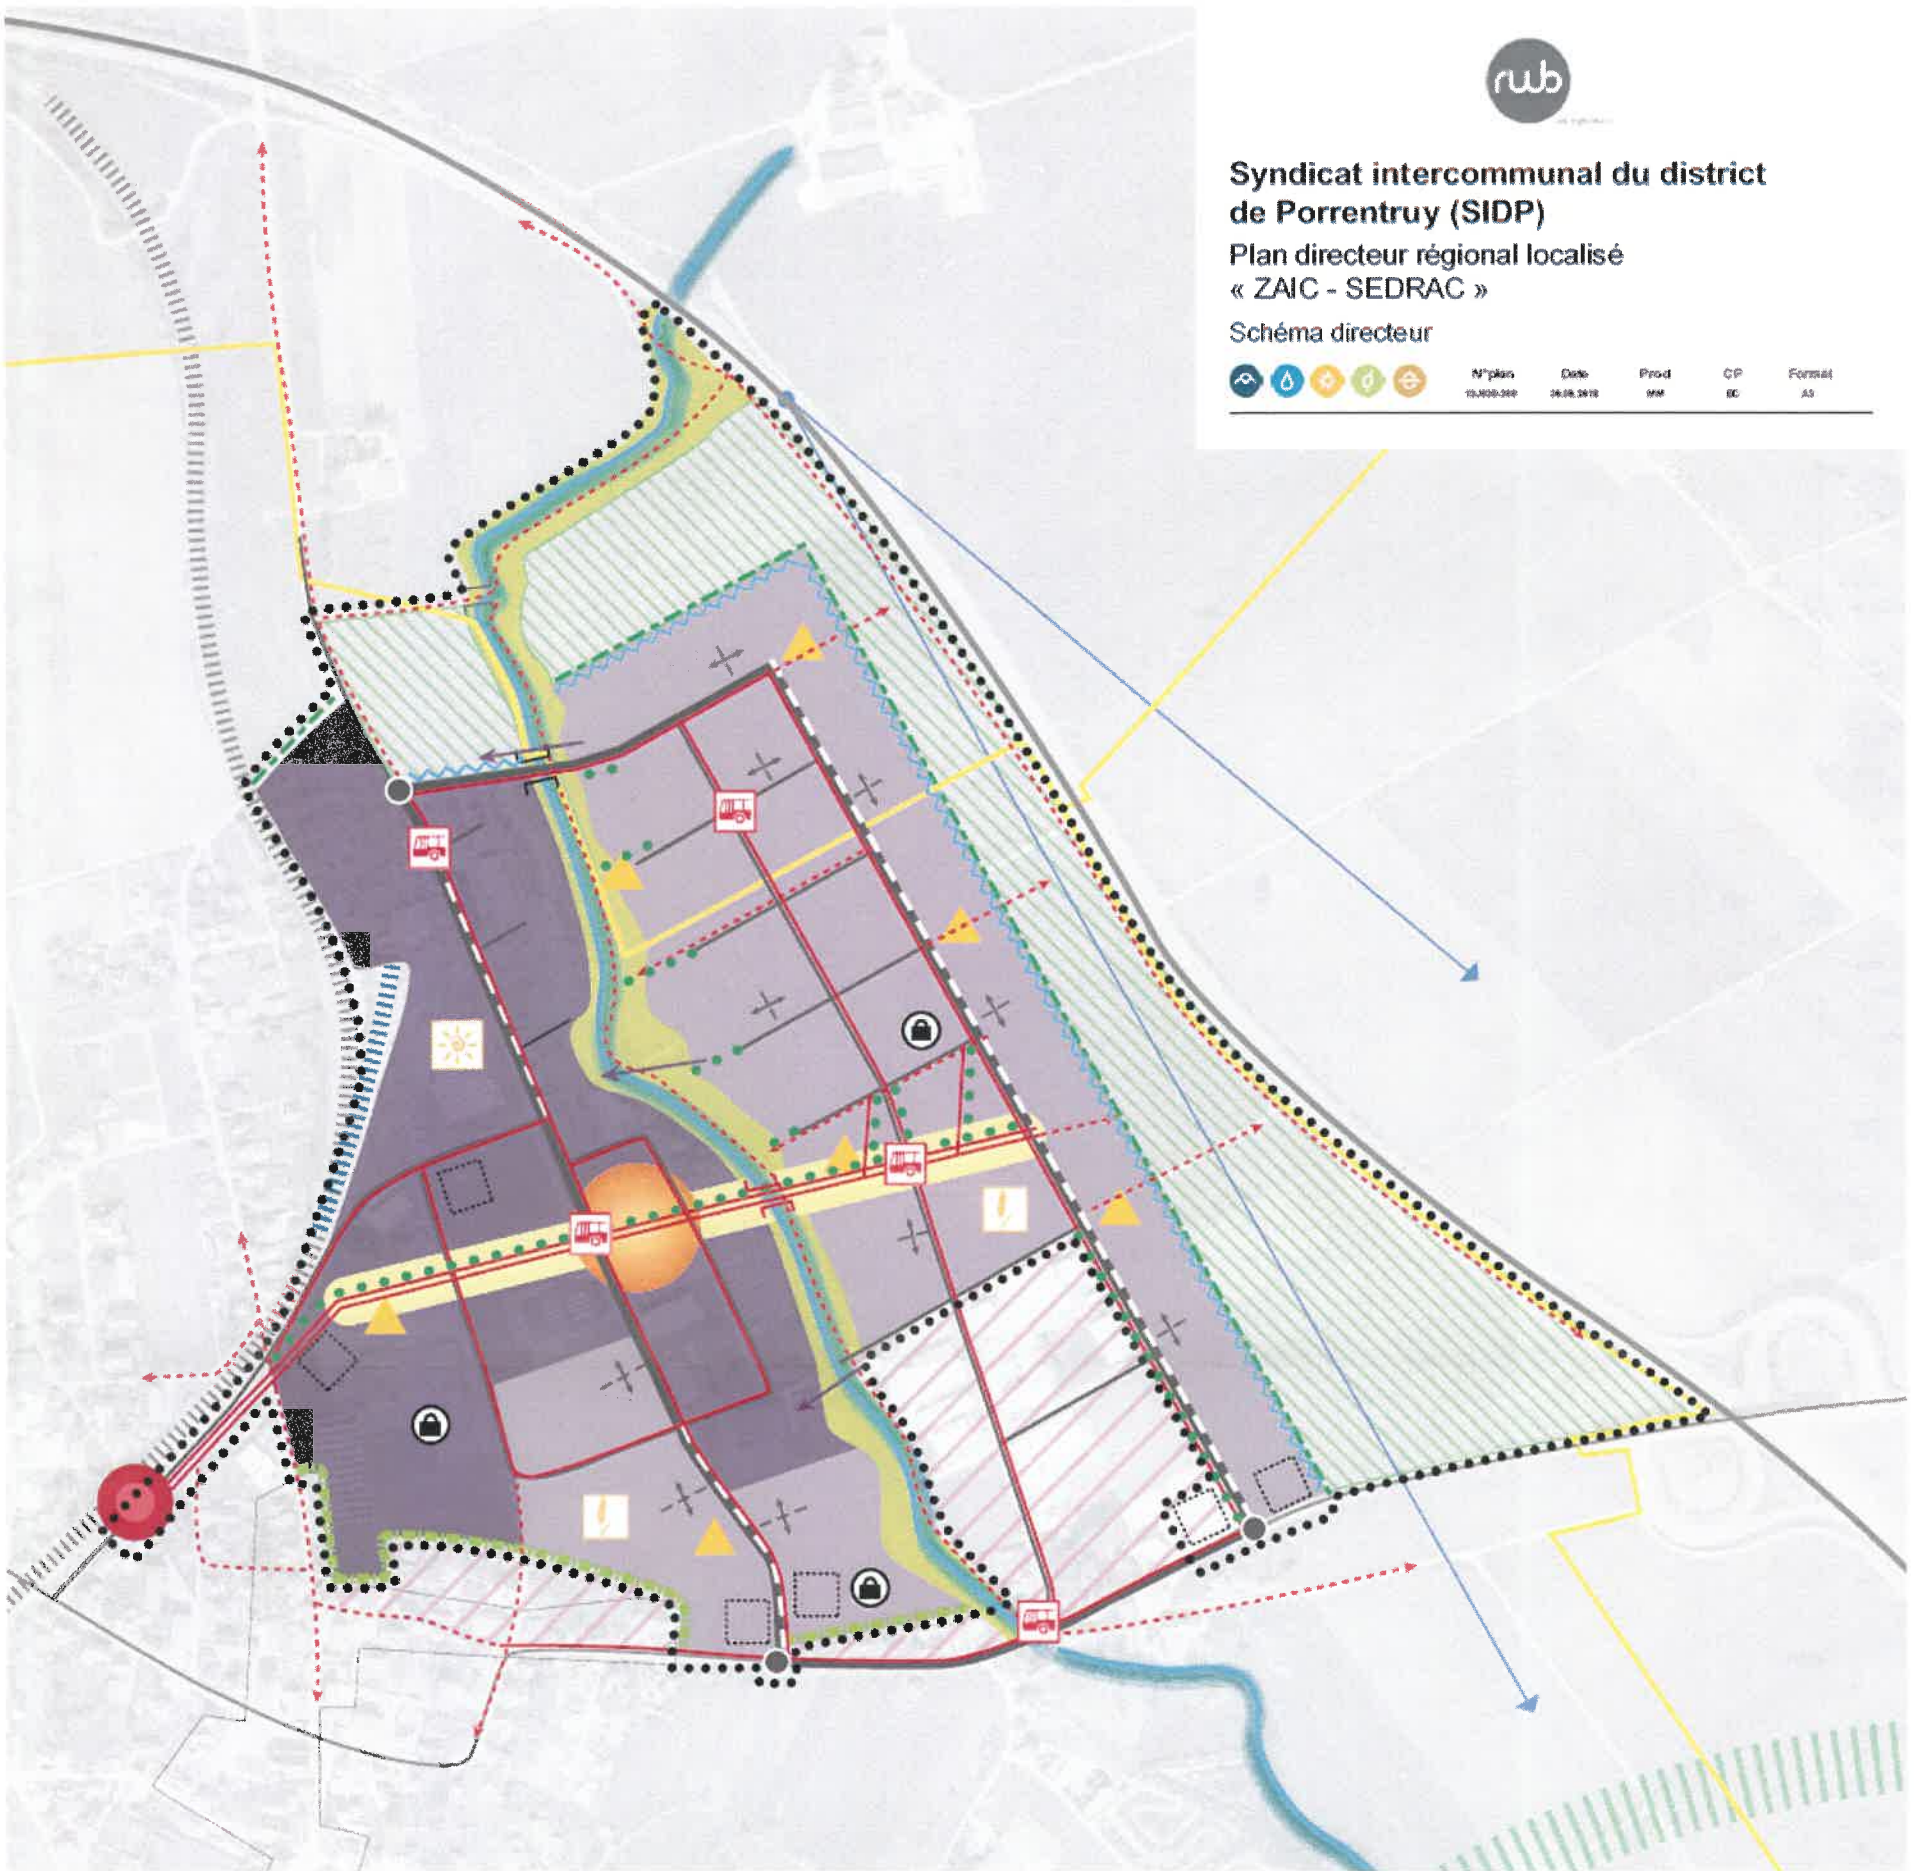 rwb
Syndicat intercommunal du district
de Porrentruy (SIDP)
Plan directeur régional localisé
« ZAIC - SEDRAC »
Schéma directeur
N°plan Date Prod CP Format
MW A3